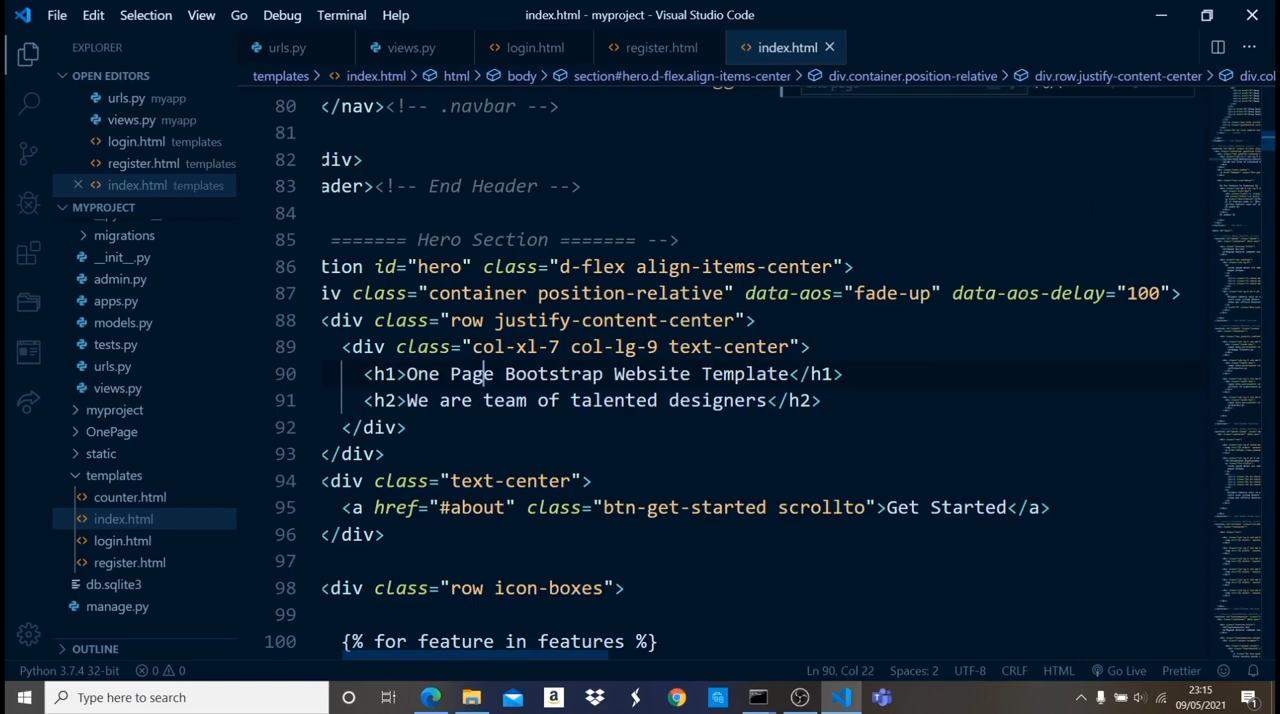 File Edit Selection View Go Debug Terminal Help index.html - myproject - Visual Studio Code
EXPLORER
urls.py views.py login.html register.html index.html
OPEN EDITORS
urls.py myapp
views.py myapp
login.html templates
register.html templates
index.html templates
MYPROJECT
migrations
__init__.py
admin.py
apps.py
models.py
tests.py
urls.py
views.py
myproject
OnePage
static
templates
counter.html
index.html
login.html
register.html
db.sqlite3
manage.py
OUTLINE
templates > index.html > html > body > section#hero.d-flex.align-items-center > div.container.position-relative > div.row.justify-content-center > div.co
80 </nav><!-- .navbar -->
81
82 div>
83 ader><!-- End Header -->
84
85 ======= Hero Section ======= -->
86 tion id="hero" class="d-flex align-items-center">
87 iv class="container position-relative" data-aos="fade-up" data-aos-delay="100">
88 <div class="row justify-content-center">
89 <div class="col-xl-7 col-lg-9 text-center">
90 <h1>One Page Bootstrap Website Template</h1>
91 <h2>We are team of talented designers</h2>
92 </div>
93 </div>
94 <div class="text-center">
95 <a href="#about" class="btn-get-started scrollto">Get Started</a>
96 </div>
97
98 <div class="row icon-boxes">
99
100 {% for feature in features %}
Python 3.7.4 32-bit 0 0 Ln 90, Col 22 Spaces: 2 UTF-8 CRLF HTML Go Live Prettier
Type here to search
23:15
09/05/2021